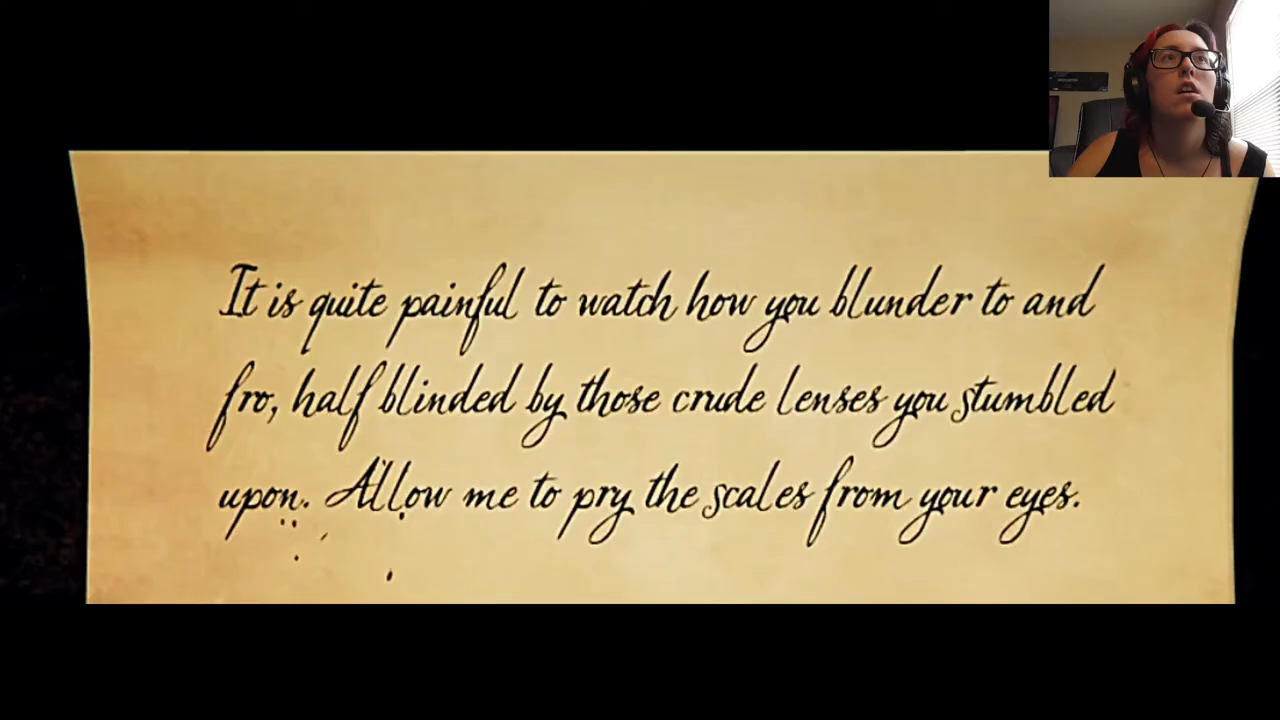 It is quite painful to watch how you blunder to and
fro, half blinded by those crude lenses you stumbled
upon. Allow me to pry the scales from your eyes.